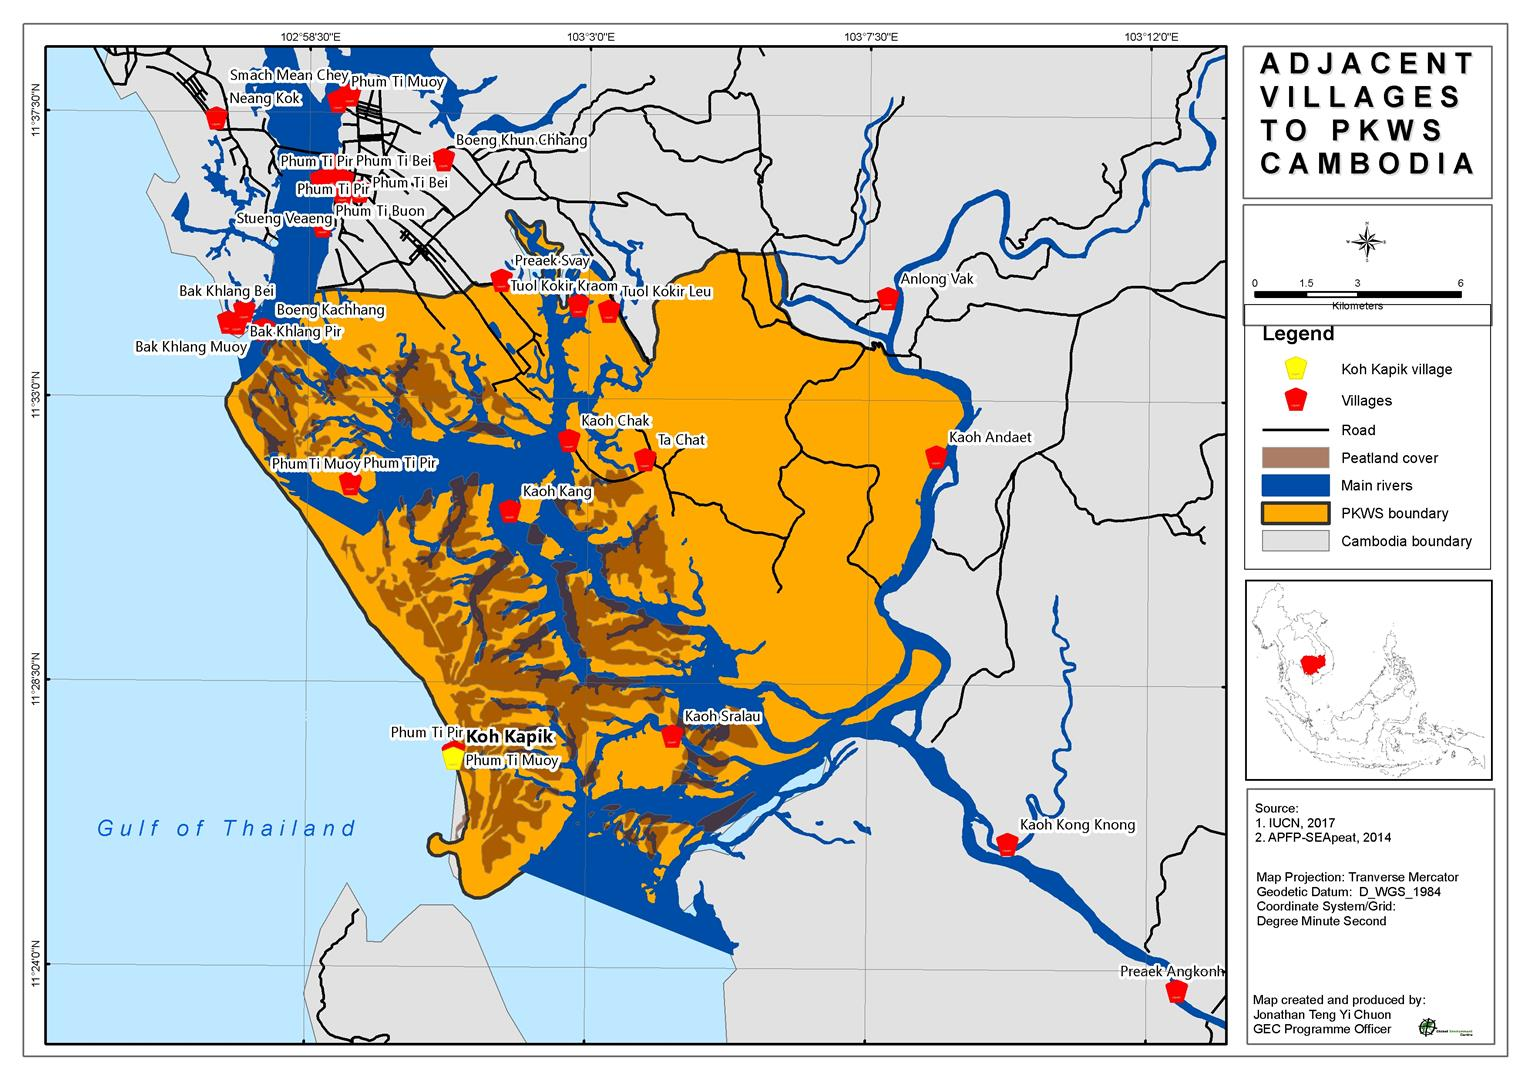 ADJACENT
VILLAGES
TO PKWS
CAMBODIA
102°58'30"E
103°3'0"E
103°7'30"E
103°12'0"E
11°37'30"N
11°33'0"N
11°28'30"N
11°24'0"N
Smach Mean Chey
Phum Ti Muoy
Neang Kok
Boeng Khun Chhang
Phum Ti Pir
Phum Ti Bei
Phum Ti Pir
Phum Ti Bei
Phum Ti Buon
Stueng Veaeng
Preaek Svay
Tuol Kokir Kraom
Tuol Kokir Leu
Anlong Vak
Bak Khlang Bei
Boeng Kachhang
Bak Khlang Pir
Bak Khlang Muoy
Kaoh Chak
Ta Chat
Kaoh Andaet
PhumTi Muoy
Phum Ti Pir
Kaoh Kang
Kaoh Sralau
Phum Ti Pir
Koh Kapik
Phum Ti Muoy
Gulf of Thailand
Kaoh Kong Knong
Preaek Angkonh
N
0 1.5 3 6
Kilometers
Legend
Koh Kapik village
Villages
Road
Peatland cover
Main rivers
PKWS boundary
Cambodia boundary
Source:
1. IUCN, 2017
2. APFP-SEApeat, 2014
Map Projection: Tranverse Mercator
Geodetic Datum: D_WGS_1984
Coordinate System/Grid:
Degree Minute Second
Map created and produced by:
Jonathan Teng Yi Chuon
GEC Programme Officer
Global Environment
Centre